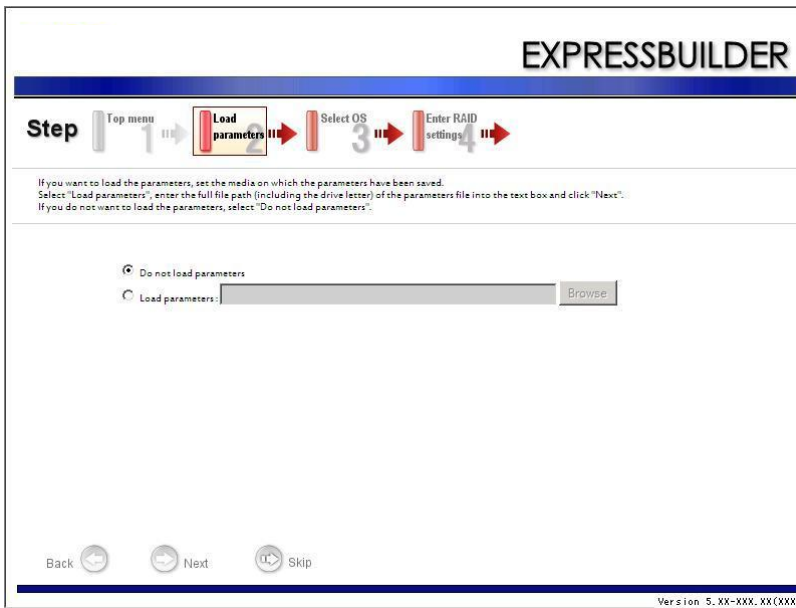 EXPRESSBUILDER
Step
Top menu 1
Load parameters 2
Select OS 3
Enter RAID settings 4
If you want to load the parameters, set the media on which the parameters have been saved.
Select "Load parameters", enter the full file path (including the drive letter) of the parameters file into the text box and click "Next".
If you do not want to load the parameters, select "Do not load parameters".
Do not load parameters
Load parameters: Browse
Back Next Skip
Version 5.XX-XXX.XX(XXX